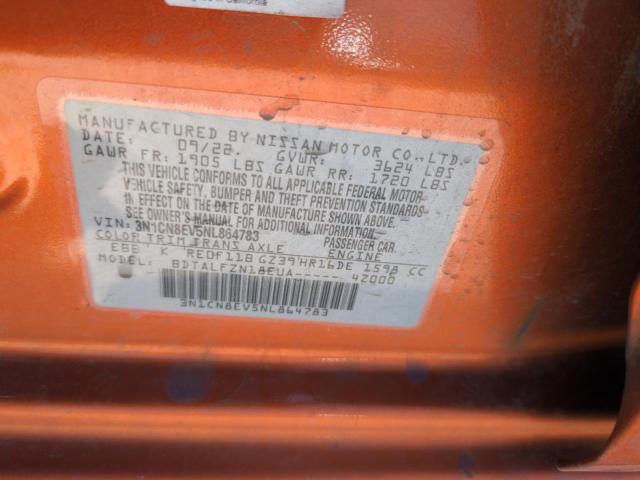 MANUFACTURED BY NISSAN MOTOR CO., LTD.
DATE: 09/22. GVWR: 3624 LBS
GAWR FR: 1905 LBS GAWR RR: 1720 LBS
THIS VEHICLE CONFORMS TO ALL APPLICABLE FEDERAL MOTOR
VEHICLE SAFETY, BUMPER AND THEFT PREVENTION STANDARDS
IN EFFECT ON THE DATE OF MANUFACTURE SHOWN ABOVE
SEE OWNER'S MANUAL FOR ADDITIONAL INFORMATION.
VIN: 3N1CN8EV5NL864783 PASSENGER CAR
COLOR TRIM TRANS AXLE ENGINE
EBB K RE0F11B GZ39 HR16DE 1598 CC
MODEL: BDTALFZN18EUA----- 42000
3N1CN8EV5NL864783